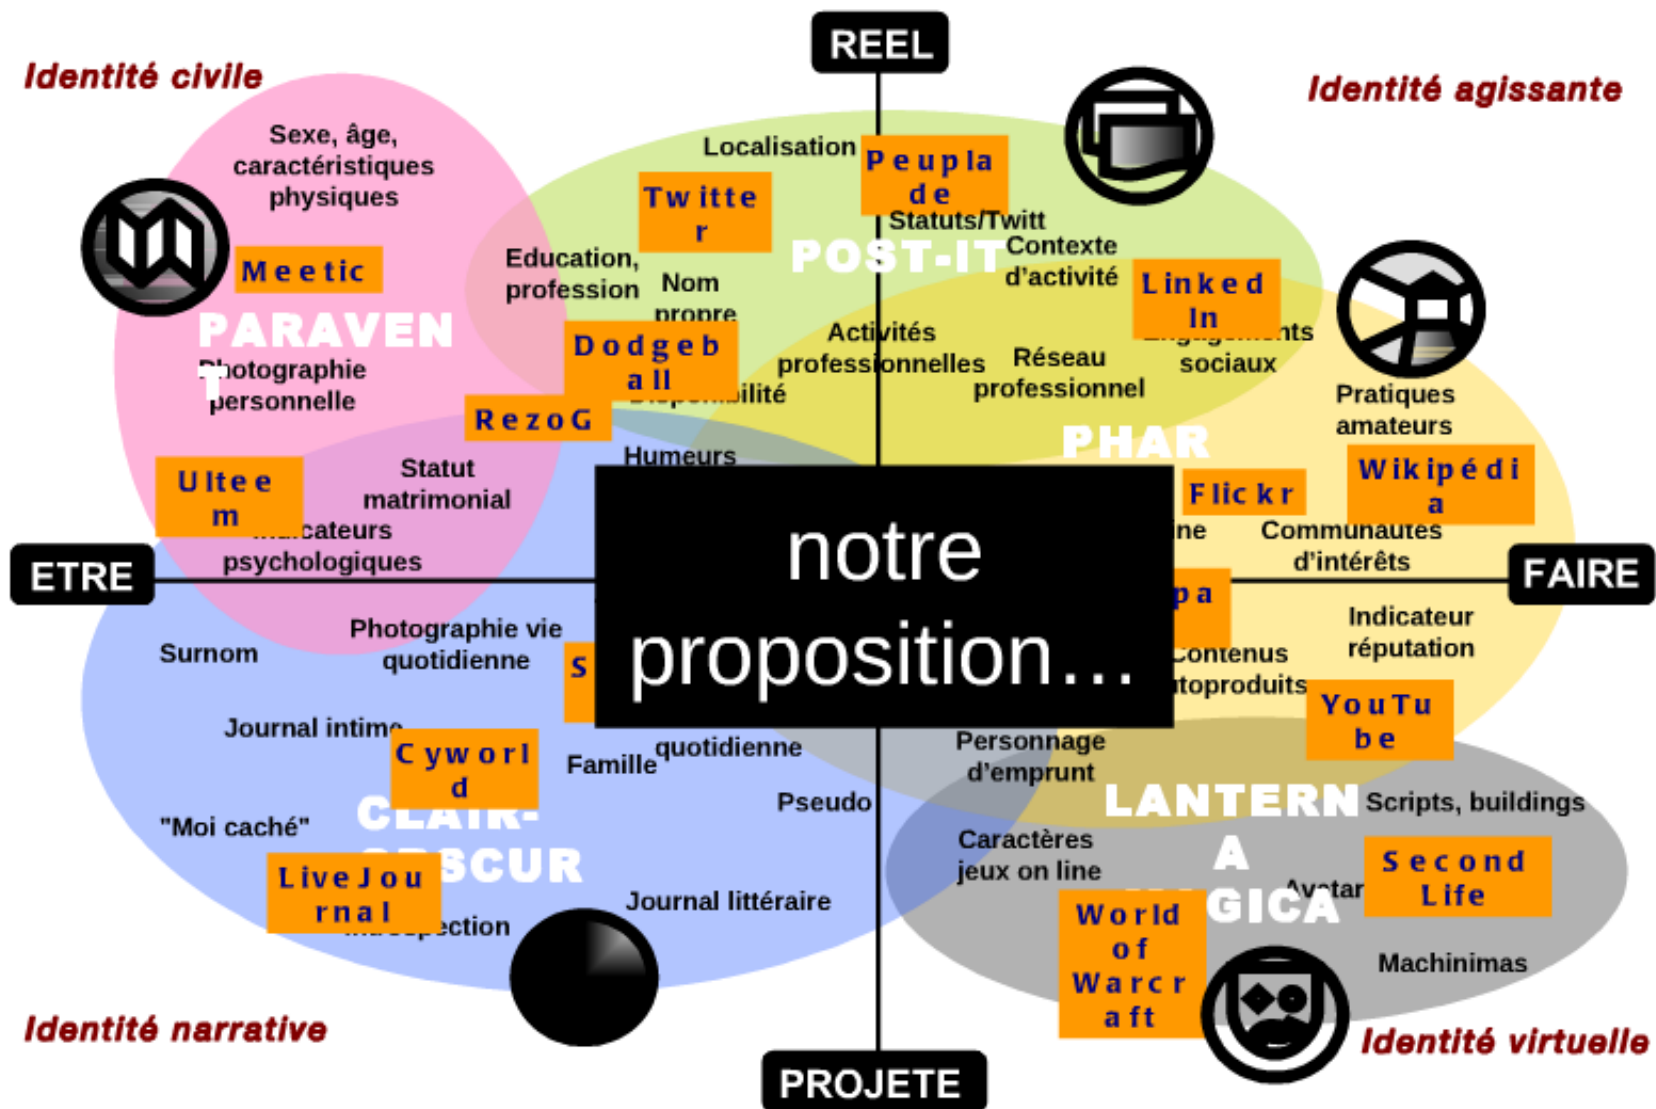 REEL
Identité civile
Identité agissante
Sexe, âge,
caractéristiques
physiques
Localisation
Peupla
de
Twitte
r
Statuts/Twitt
POST-IT
Contexte
d'activité
Education,
profession
Nom
propre
Meetic
Linked
In
PARAVEN
T
Photographie
personnelle
Dodgeb
all
Activités
professionnelles
Réseau
professionnel
sociaux
Pratiques
amateurs
RezoG
PHAR
Humeurs
Statut
matrimonial
Ultee
m
psychologiques
Flickr
Wikipédi
a
Communautés
d'intérêts
notre
proposition...
ETRE
FAIRE
pa
Surnom
Photographie vie
quotidienne
S
Indicateur
réputation
Contenus
YouTu
be
Journal intime
Cyworl
d
Famille
quotidienne
Personnage
d'emprunt
Pseudo
LANTERN
A
Scripts, buildings
"Moi caché"
CLAIR-
Caractères
jeux on line
LiveJou
rnal
Journal littéraire
Second
Life
Avatar
World
of
Warcr
aft
Machinimas
Identité narrative
Identité virtuelle
PROJETE